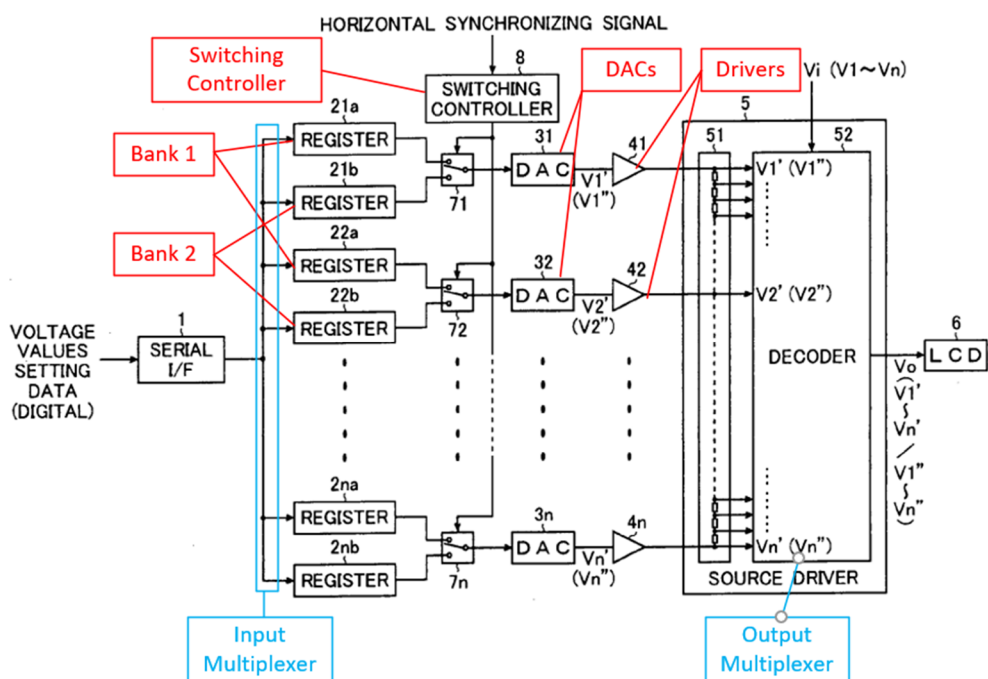 HORIZONTAL SYNCHRONIZING SIGNAL
Switching
Controller
8
SWITCHING
CONTROLLER
DACs
Drivers
Vi (V1～Vn)
5
21a
REGISTER
31
DAC
41
51
52
Bank 1
V1'
(V1")
V1' (V1")
71
21b
REGISTER
22a
REGISTER
Bank 2
32
DAC
42
V2'
(V2")
V2' (V2")
72
22b
REGISTER
VOLTAGE
VALUES
SETTING
DATA
(DIGITAL)
1
SERIAL
I/F
DECODER
6
LCD
Vo
(V1'
～
Vn'
/
V1"
～
Vn")
2na
REGISTER
3n
DAC
4n
Vn'
(Vn")
Vn' (Vn")
7n
2nb
REGISTER
SOURCE DRIVER
Input
Multiplexer
Output
Multiplexer